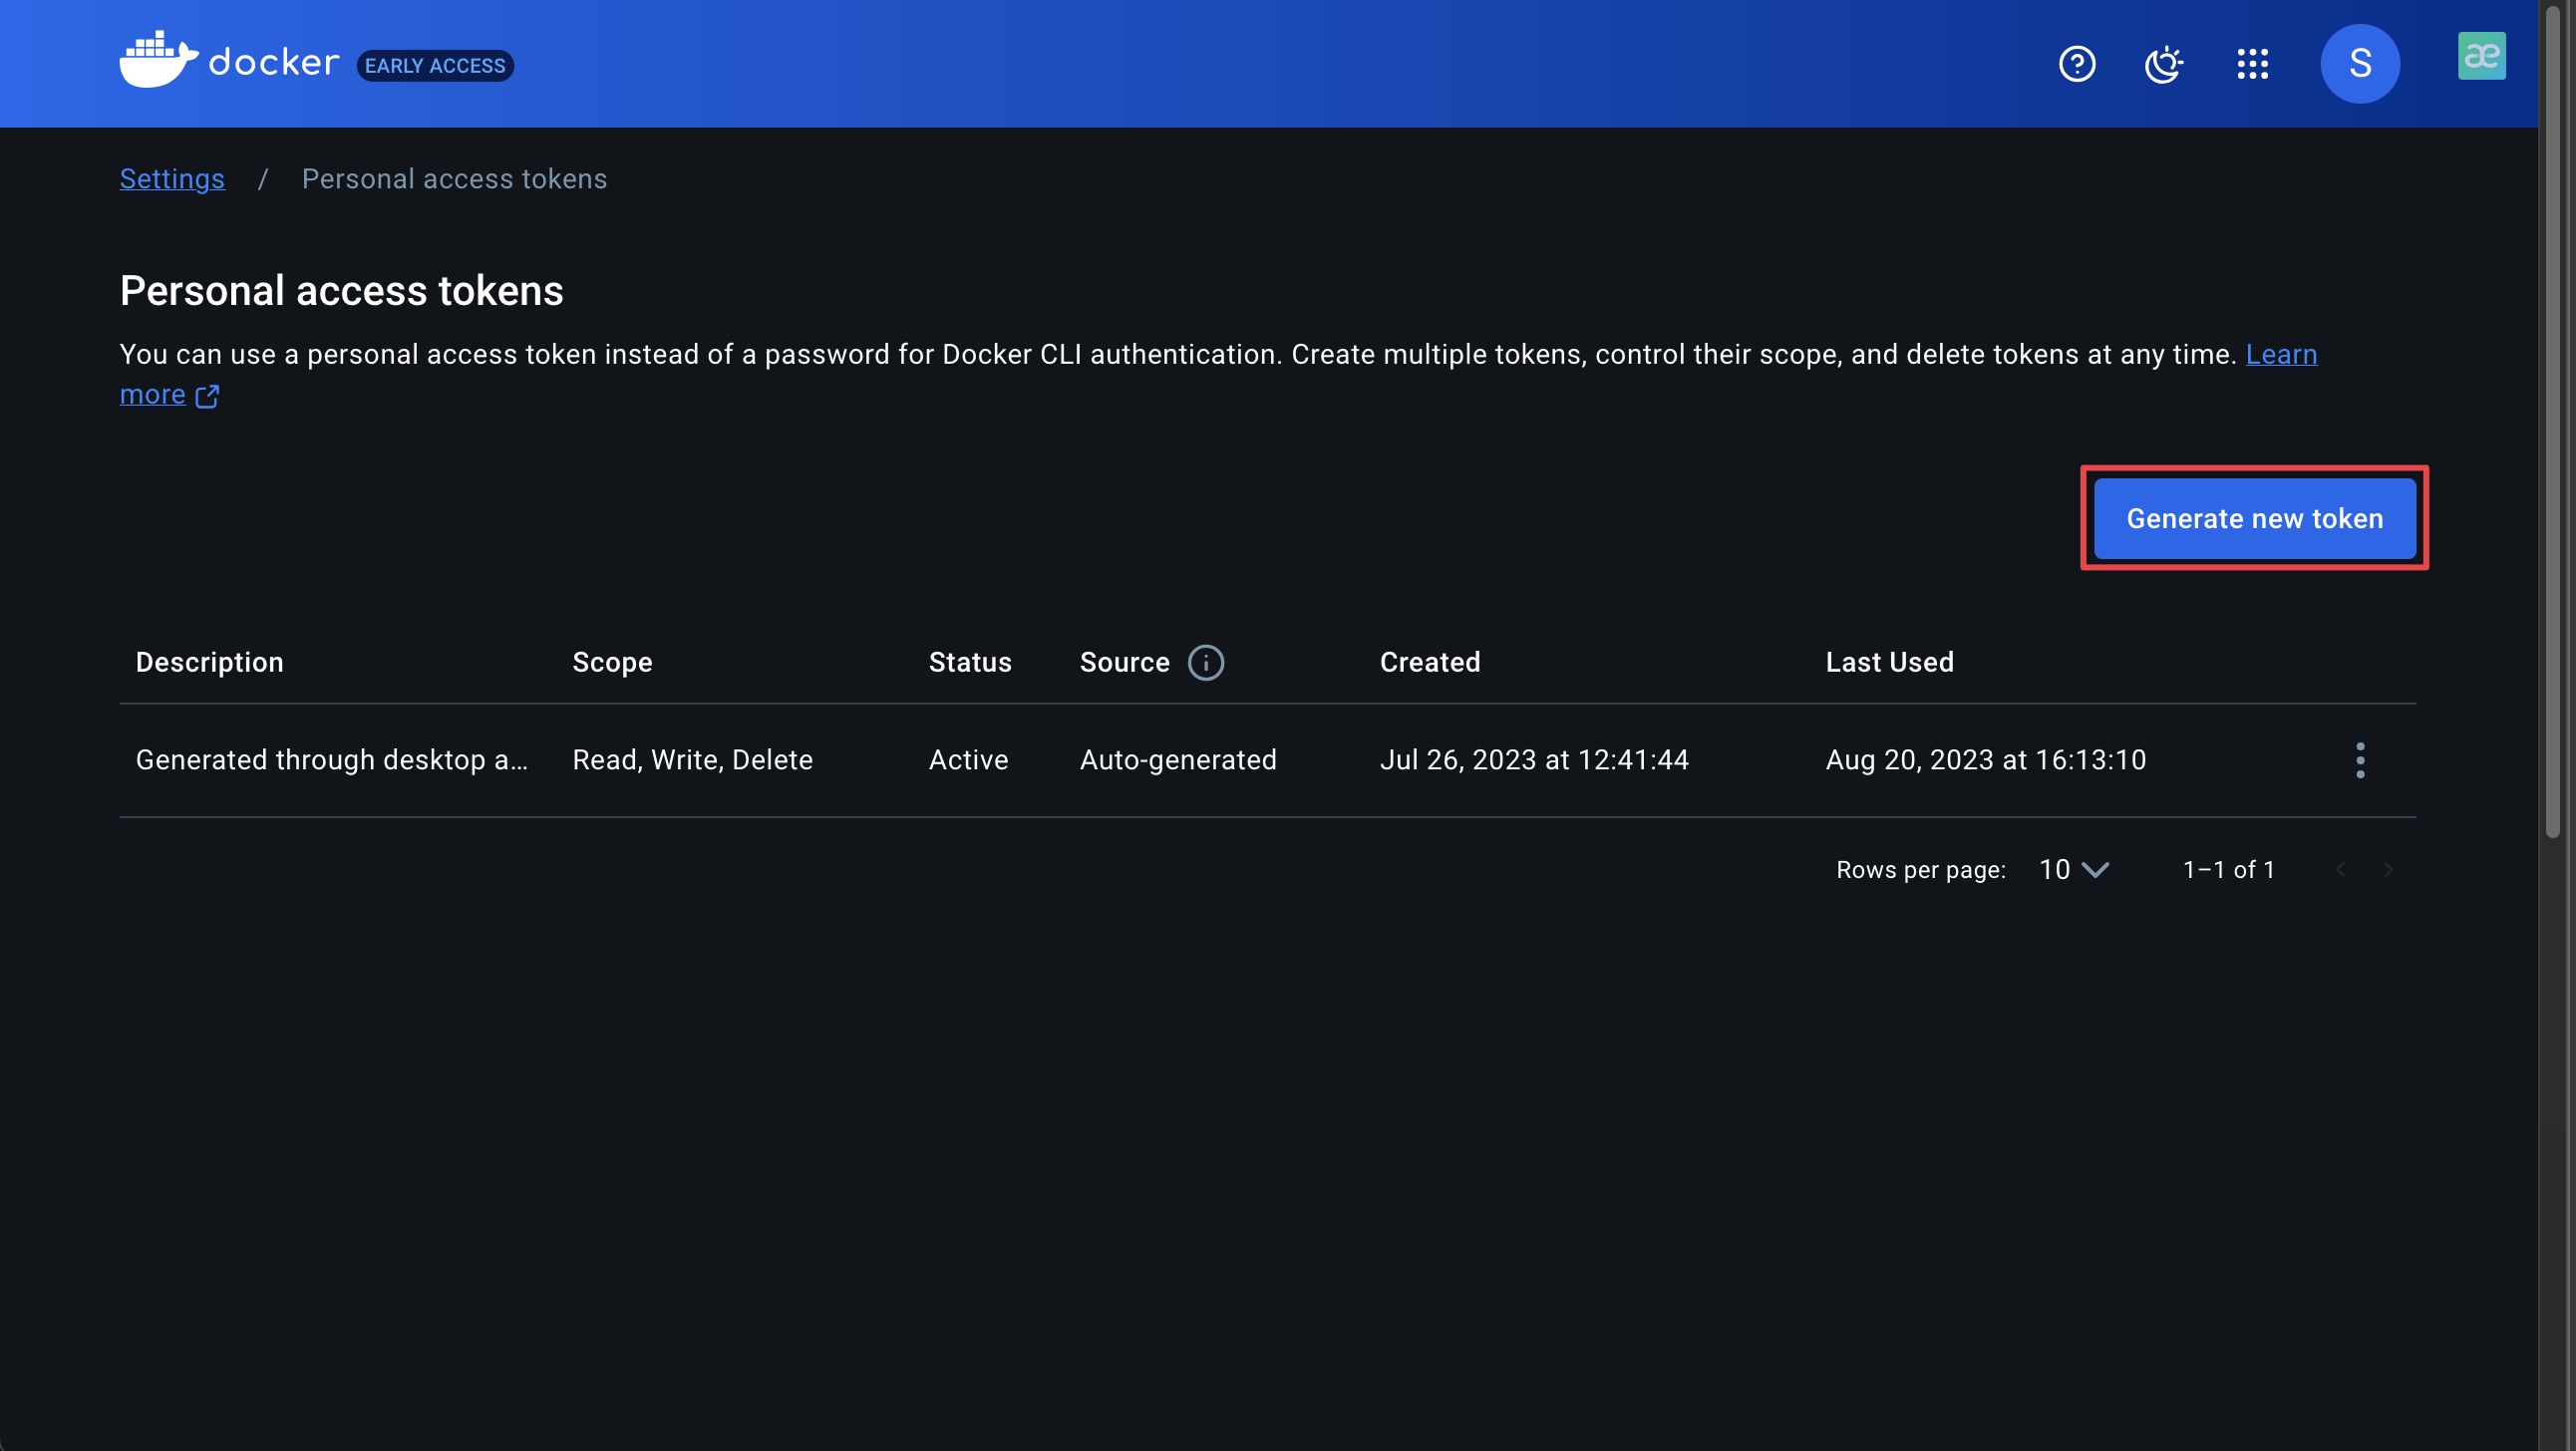 docker EARLY ACCESS S æ
Settings / Personal access tokens
Personal access tokens
You can use a personal access token instead of a password for Docker CLI authentication. Create multiple tokens, control their scope, and delete tokens at any time. Learn
more
Generate new token
Description Scope Status Source Created Last Used
Generated through desktop a... Read, Write, Delete Active Auto-generated Jul 26, 2023 at 12:41:44 Aug 20, 2023 at 16:13:10
Rows per page: 10 1–1 of 1